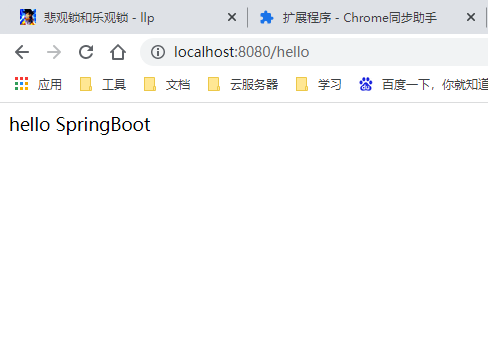 悲观锁和乐观锁 - llp
扩展程序 - Chrome同步助手
localhost:8080/hello
应用 工具 文档 云服务器 学习 百度一下，你就知道
hello SpringBoot